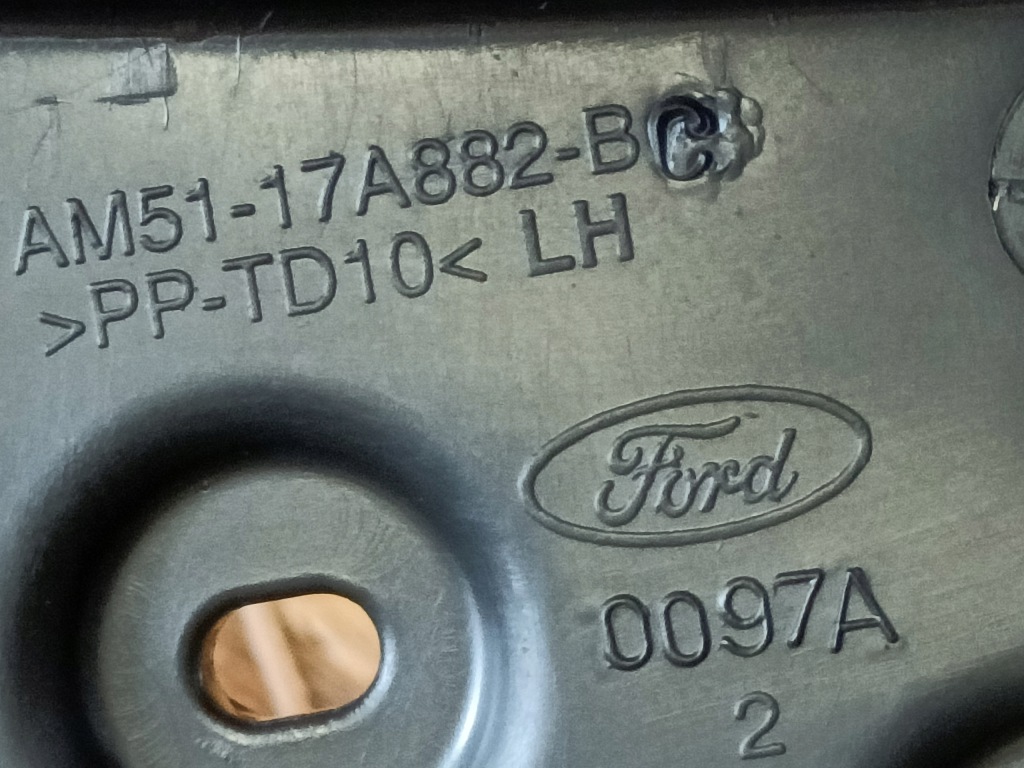 AM51-17A882-BC
>PP-TD10< LH
Ford
0097A
2